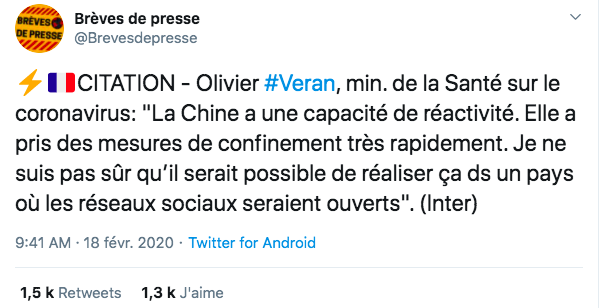 BRÈVES
DE PRESSE
Brèves de presse
@Brevesdepresse
⚡🇫🇷CITATION - Olivier #Veran, min. de la Santé sur le
coronavirus: "La Chine a une capacité de réactivité. Elle a
pris des mesures de confinement très rapidement. Je ne
suis pas sûr qu’il serait possible de réaliser ça ds un pays
où les réseaux sociaux seraient ouverts". (Inter)
9:41 AM · 18 févr. 2020 · Twitter for Android
1,5 k Retweets 1,3 k J'aime